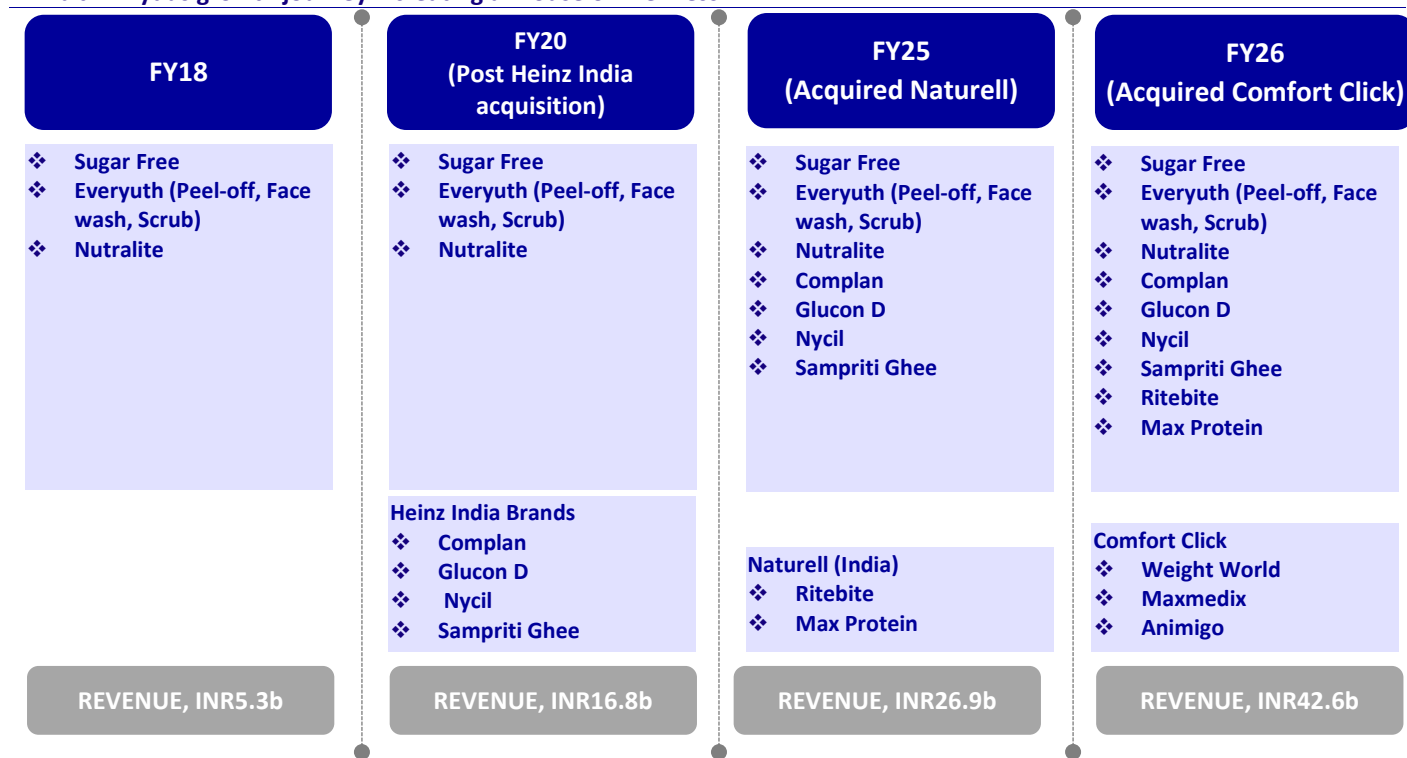 FY18
❖ Sugar Free
❖ Everyuth (Peel-off, Face
wash, Scrub)
❖ Nutralite
REVENUE, INR5.3b
FY20
(Post Heinz India
acquisition)
❖ Sugar Free
❖ Everyuth (Peel-off, Face
wash, Scrub)
❖ Nutralite
Heinz India Brands
❖ Complan
❖ Glucon D
❖ Nycil
❖ Sampriti Ghee
REVENUE, INR16.8b
FY25
(Acquired Naturell)
❖ Sugar Free
❖ Everyuth (Peel-off, Face
wash, Scrub)
❖ Nutralite
❖ Complan
❖ Glucon D
❖ Nycil
❖ Sampriti Ghee
Naturell (India)
❖ Ritebite
❖ Max Protein
REVENUE, INR26.9b
FY26
(Acquired Comfort Click)
❖ Sugar Free
❖ Everyuth (Peel-off, Face
wash, Scrub)
❖ Nutralite
❖ Complan
❖ Glucon D
❖ Nycil
❖ Sampriti Ghee
❖ Ritebite
❖ Max Protein
Comfort Click
❖ Weight World
❖ Maxmedix
❖ Animigo
REVENUE, INR42.6b